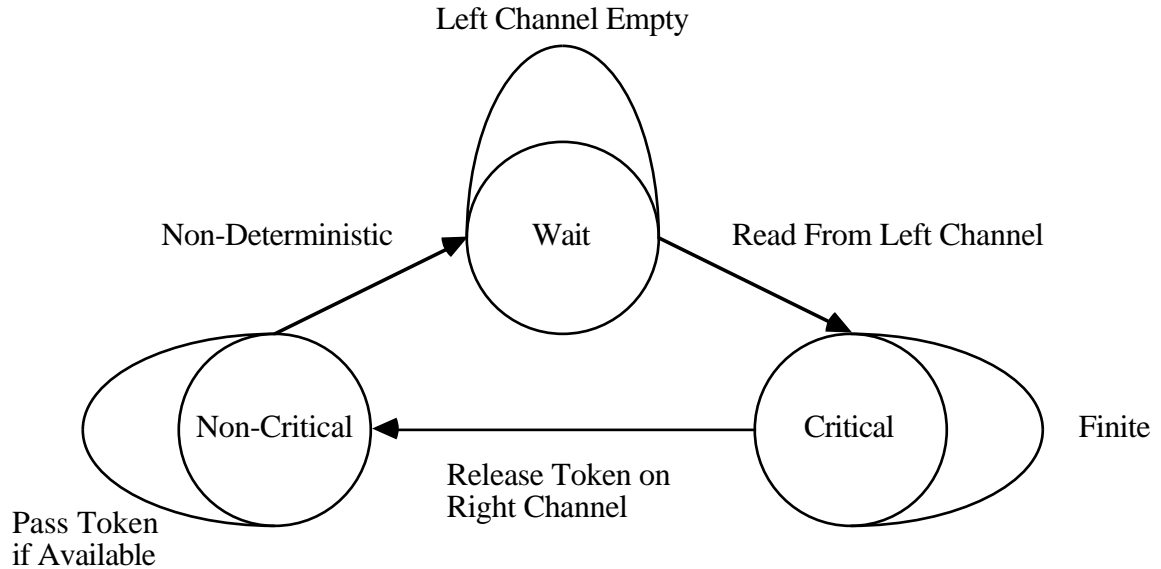 Left Channel Empty
Non-Deterministic
Wait
Read From Left Channel
Non-Critical
Critical
Finite
Release Token on
Right Channel
Pass Token
if Available